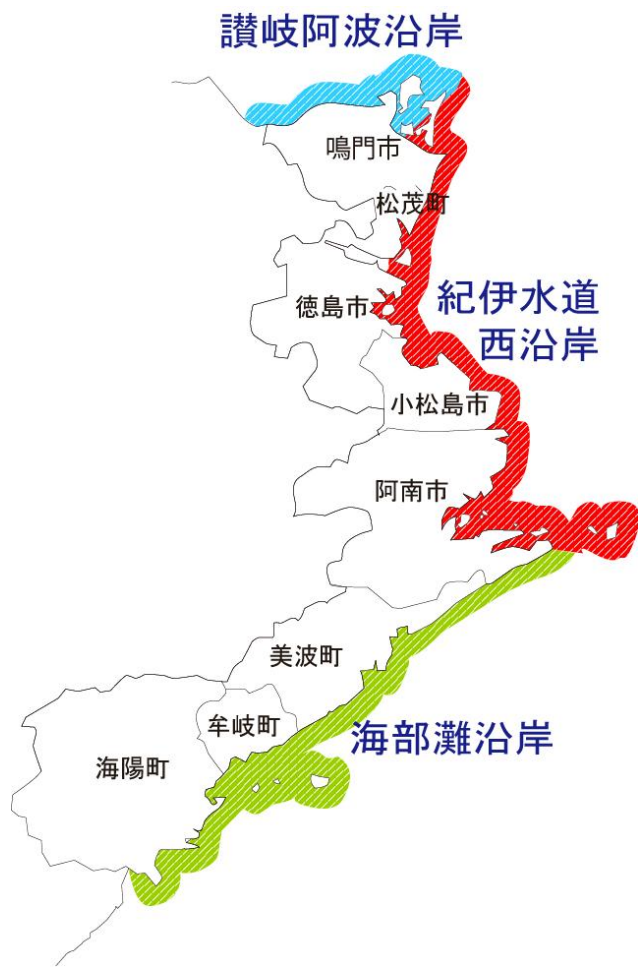 讃岐阿波沿岸
鳴門市
松茂町
徳島市
紀伊水道
西沿岸
小松島市
阿南市
美波町
牟岐町
海部灘沿岸
海陽町